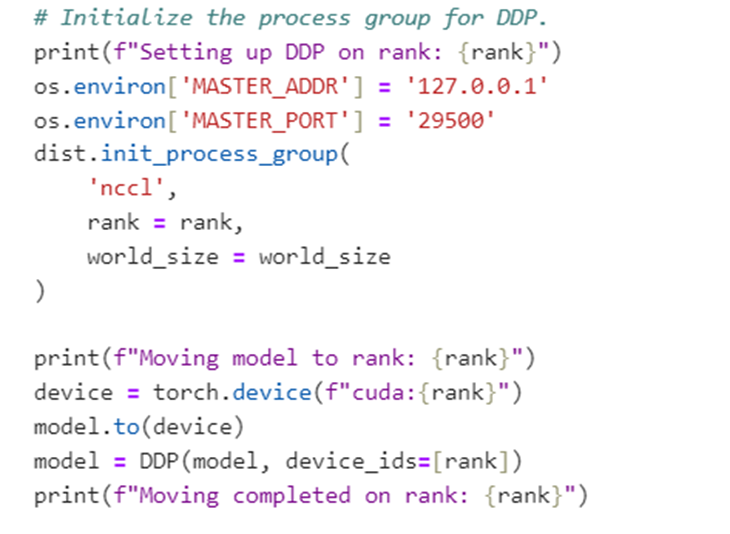 # Initialize the process group for DDP.
print(f"Setting up DDP on rank: {rank}")
os.environ['MASTER_ADDR'] = '127.0.0.1'
os.environ['MASTER_PORT'] = '29500'
dist.init_process_group(
    'nccl',
    rank = rank,
    world_size = world_size
)
print(f"Moving model to rank: {rank}")
device = torch.device(f"cuda:{rank}")
model.to(device)
model = DDP(model, device_ids=[rank])
print(f"Moving completed on rank: {rank}")